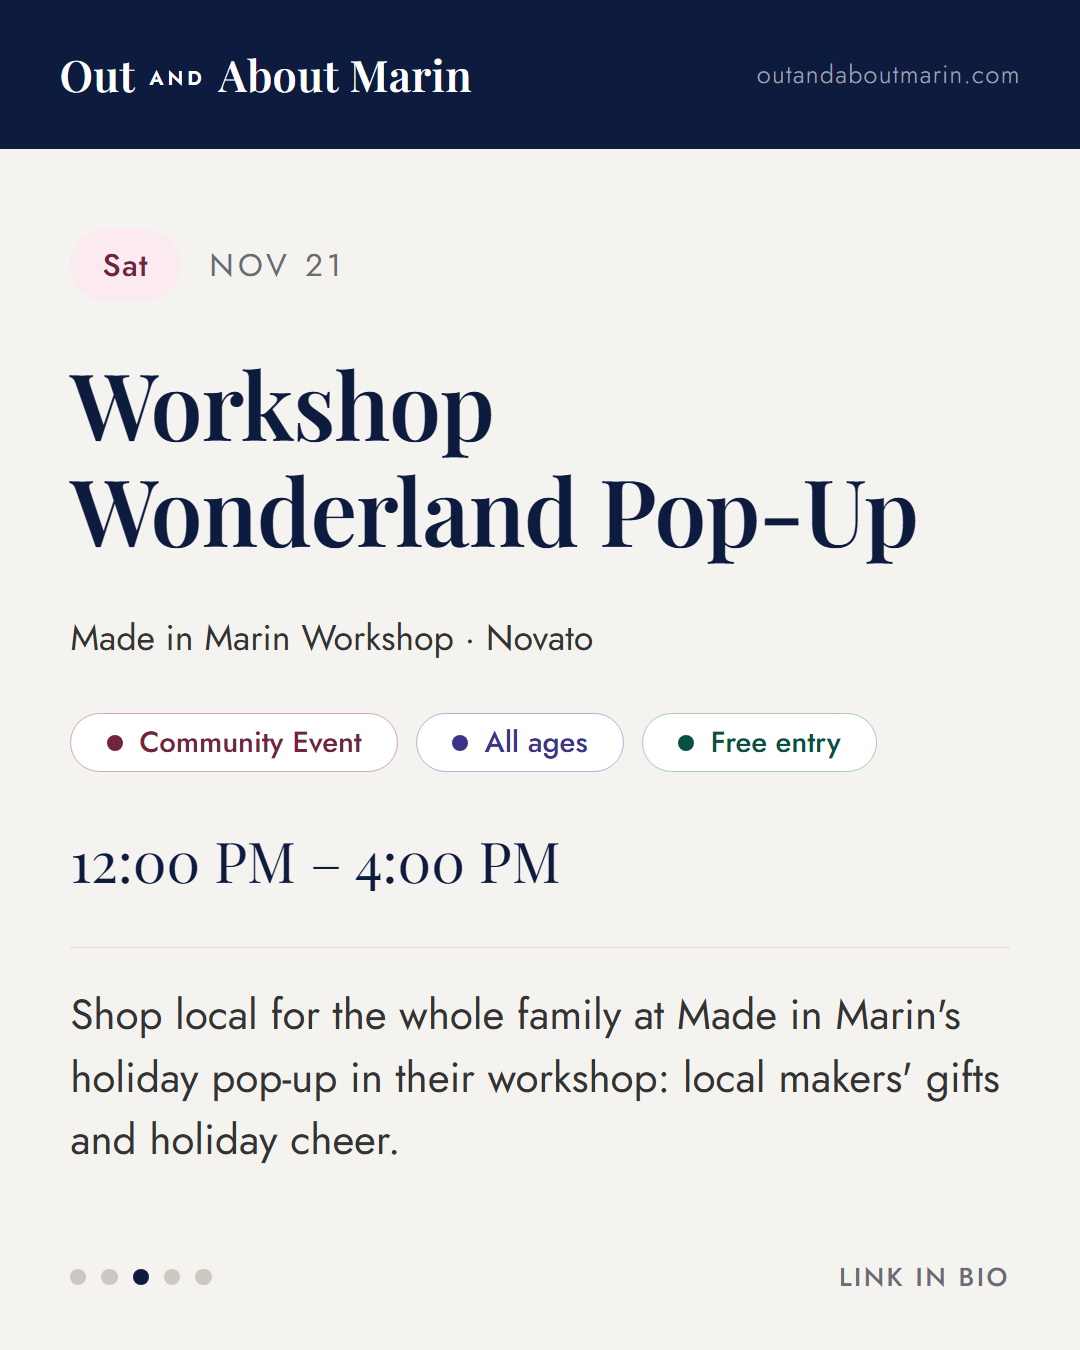 Out AND About Marin
outandaboutmarin.com
Sat
NOV 21
Workshop
Wonderland Pop-Up
Made in Marin Workshop · Novato
Community Event
All ages
Free entry
12:00 PM – 4:00 PM
Shop local for the whole family at Made in Marin's
holiday pop-up in their workshop: local makers' gifts
and holiday cheer.
LINK IN BIO